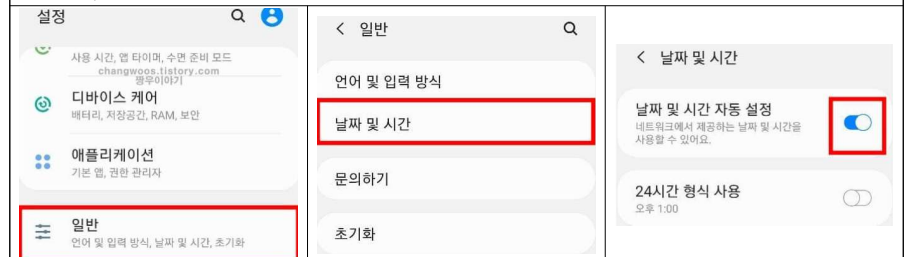 설정
사용 시간, 앱 타이머, 수면 준비 모드
changwoos.tistory.com
짱우이야기
디바이스 케어
배터리, 저장공간, RAM, 보안
애플리케이션
기본 앱, 권한 관리자
일반
언어 및 입력 방식, 날짜 및 시간, 초기화
일반
언어 및 입력 방식
날짜 및 시간
문의하기
초기화
날짜 및 시간
날짜 및 시간 자동 설정
네트워크에서 제공하는 날짜 및 시간을
사용할 수 있어요.
24시간 형식 사용
오후 1:00